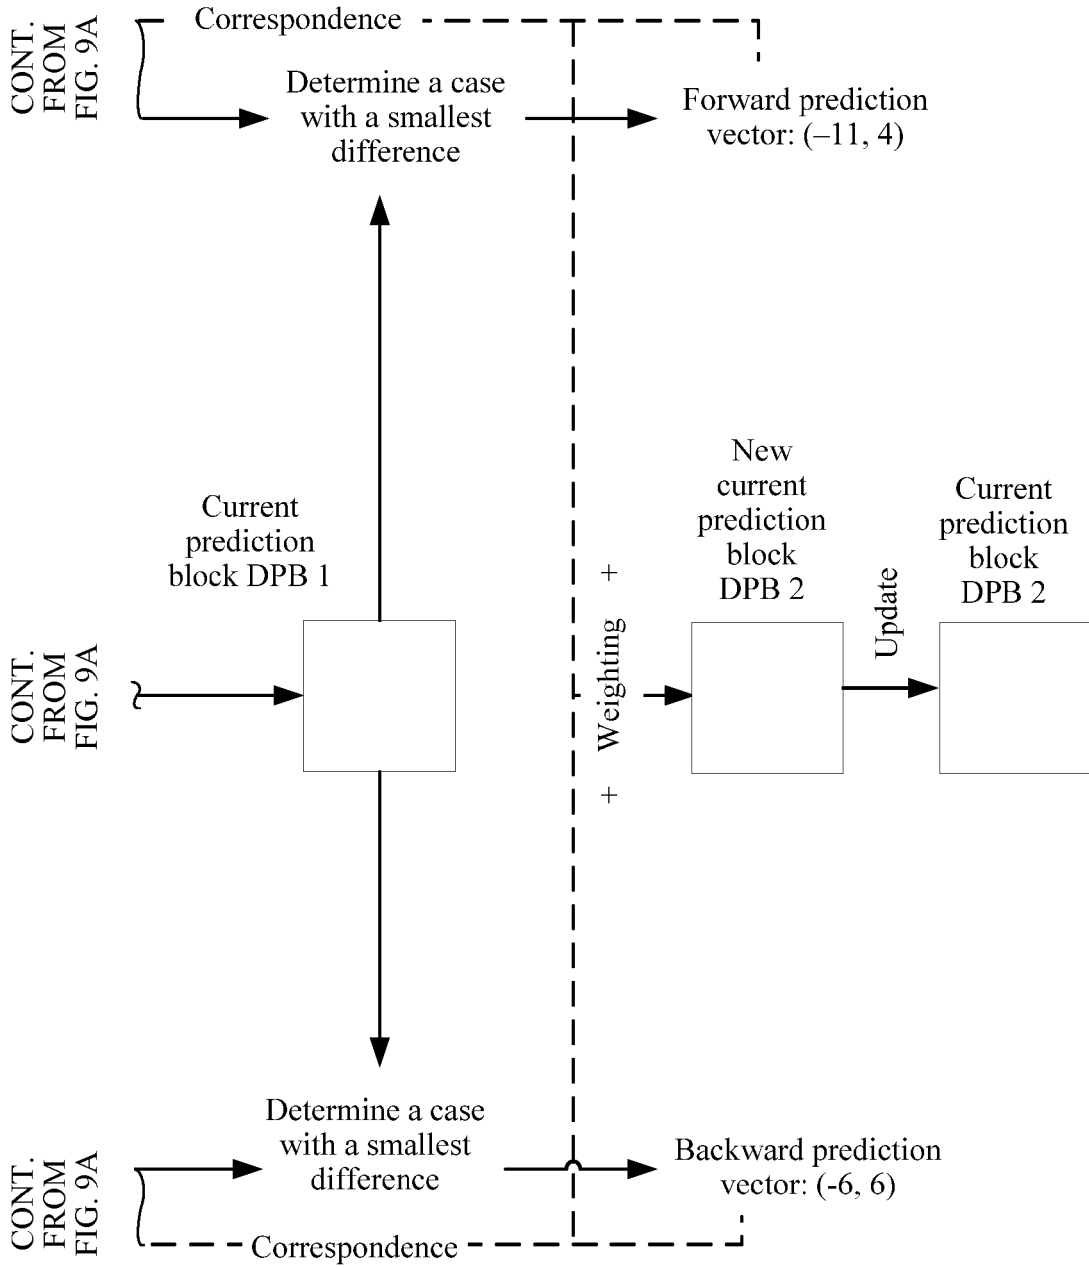 CONT.
FROM
FIG. 9A
Correspondence
Determine a case
with a smallest
difference
Forward prediction
vector: (–11, 4)
Current
prediction
block DPB 1
New
current
prediction
block
DPB 2
Current
prediction
block
DPB 2
CONT.
FROM
FIG. 9A
+
Weighting
+
Update
Determine a case
with a smallest
difference
Backward prediction
vector: (-6, 6)
CONT.
FROM
FIG. 9A
Correspondence